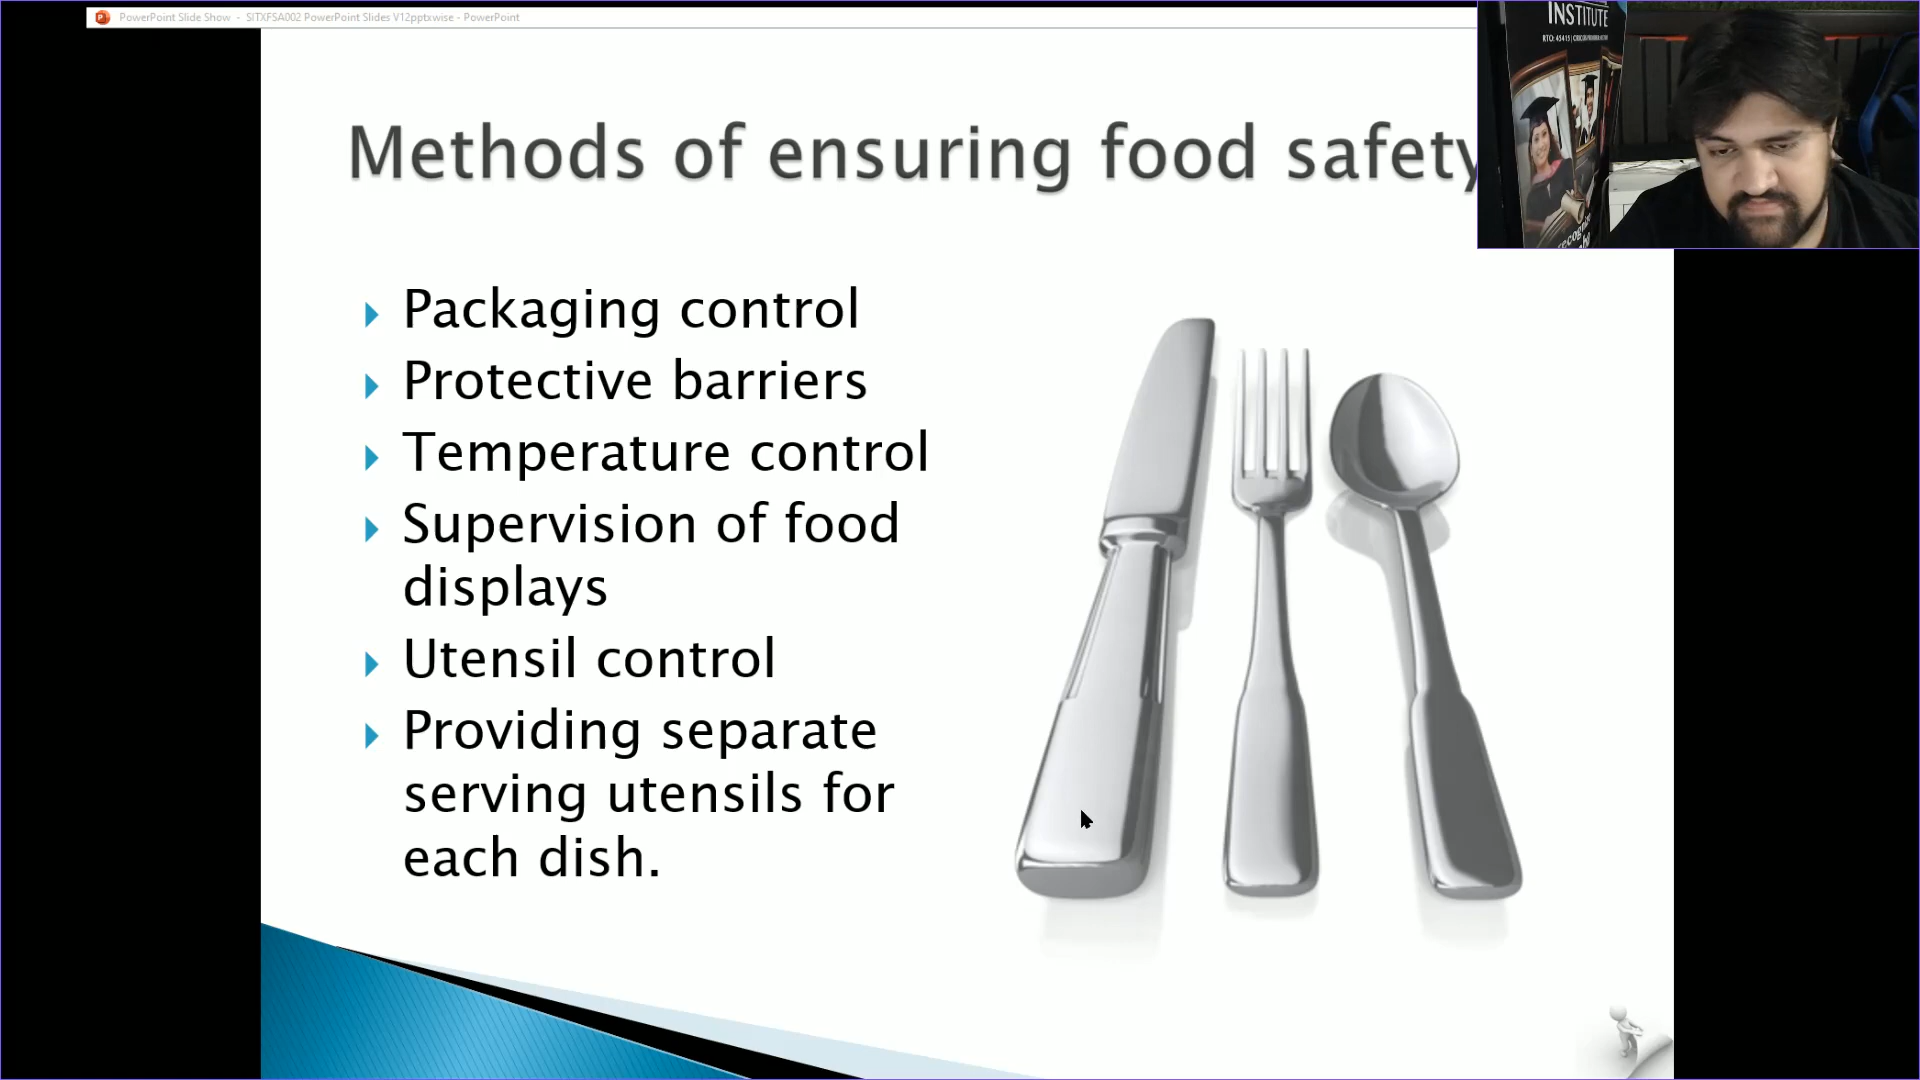 PowerPoint Slide Show - SITXFSA002 PowerPoint Slides V12pptxwise - PowerPoint
INSTITUTE
Methods of ensuring food safety
Packaging control
Protective barriers
Temperature control
Supervision of food
displays
Utensil control
Providing separate
serving utensils for
each dish.